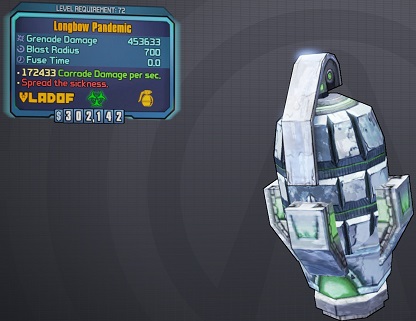 LEVEL REQUIREMENT: 72
Longbow Pandemic
Grenade Damage 453633
Blast Radius 700
Fuse Time 0.0
• 172433 Corrode Damage per sec.
• Spread the sickness.
VLADOF
$302142